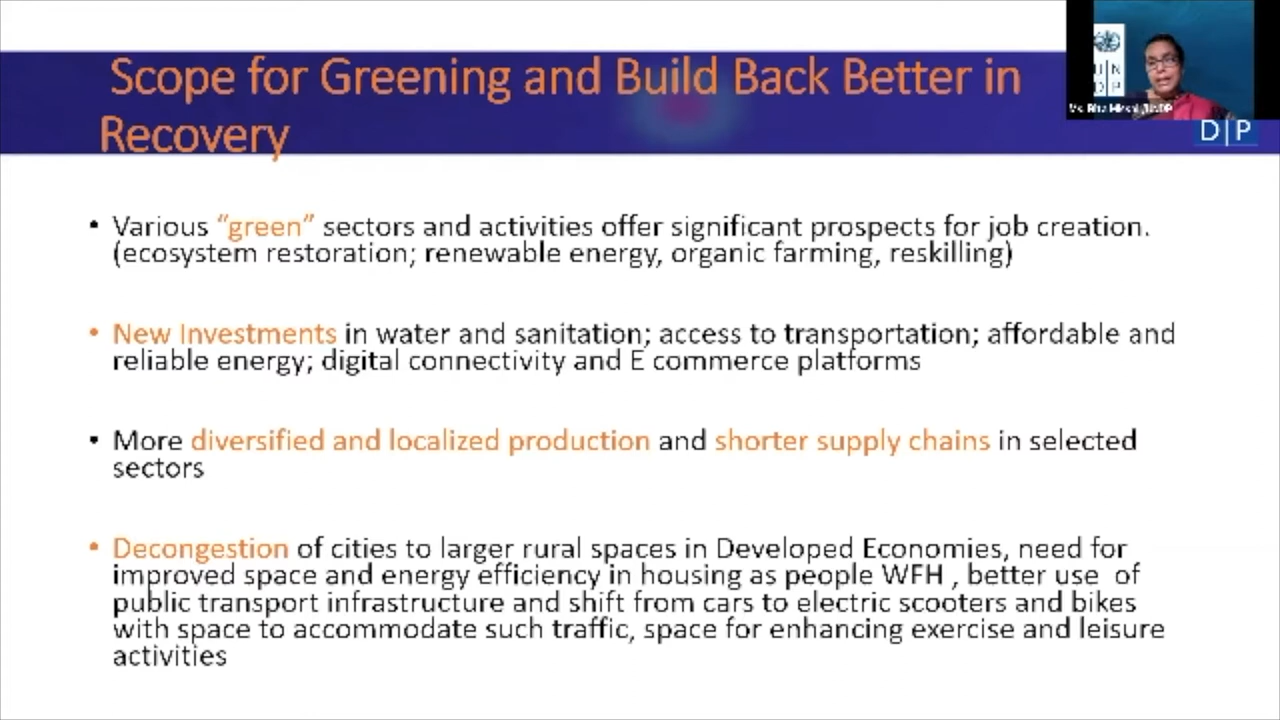 Scope for Greening and Build Back Better in
Recovery
U N
D P
D P
• Various “green” sectors and activities offer significant prospects for job creation.
(ecosystem restoration; renewable energy, organic farming, reskilling)
• New Investments in water and sanitation; access to transportation; affordable and
reliable energy; digital connectivity and E commerce platforms
• More diversified and localized production and shorter supply chains in selected
sectors
• Decongestion of cities to larger rural spaces in Developed Economies, need for
improved space and energy efficiency in housing as people WFH , better use of
public transport infrastructure and shift from cars to electric scooters and bikes
with space to accommodate such traffic, space for enhancing exercise and leisure
activities